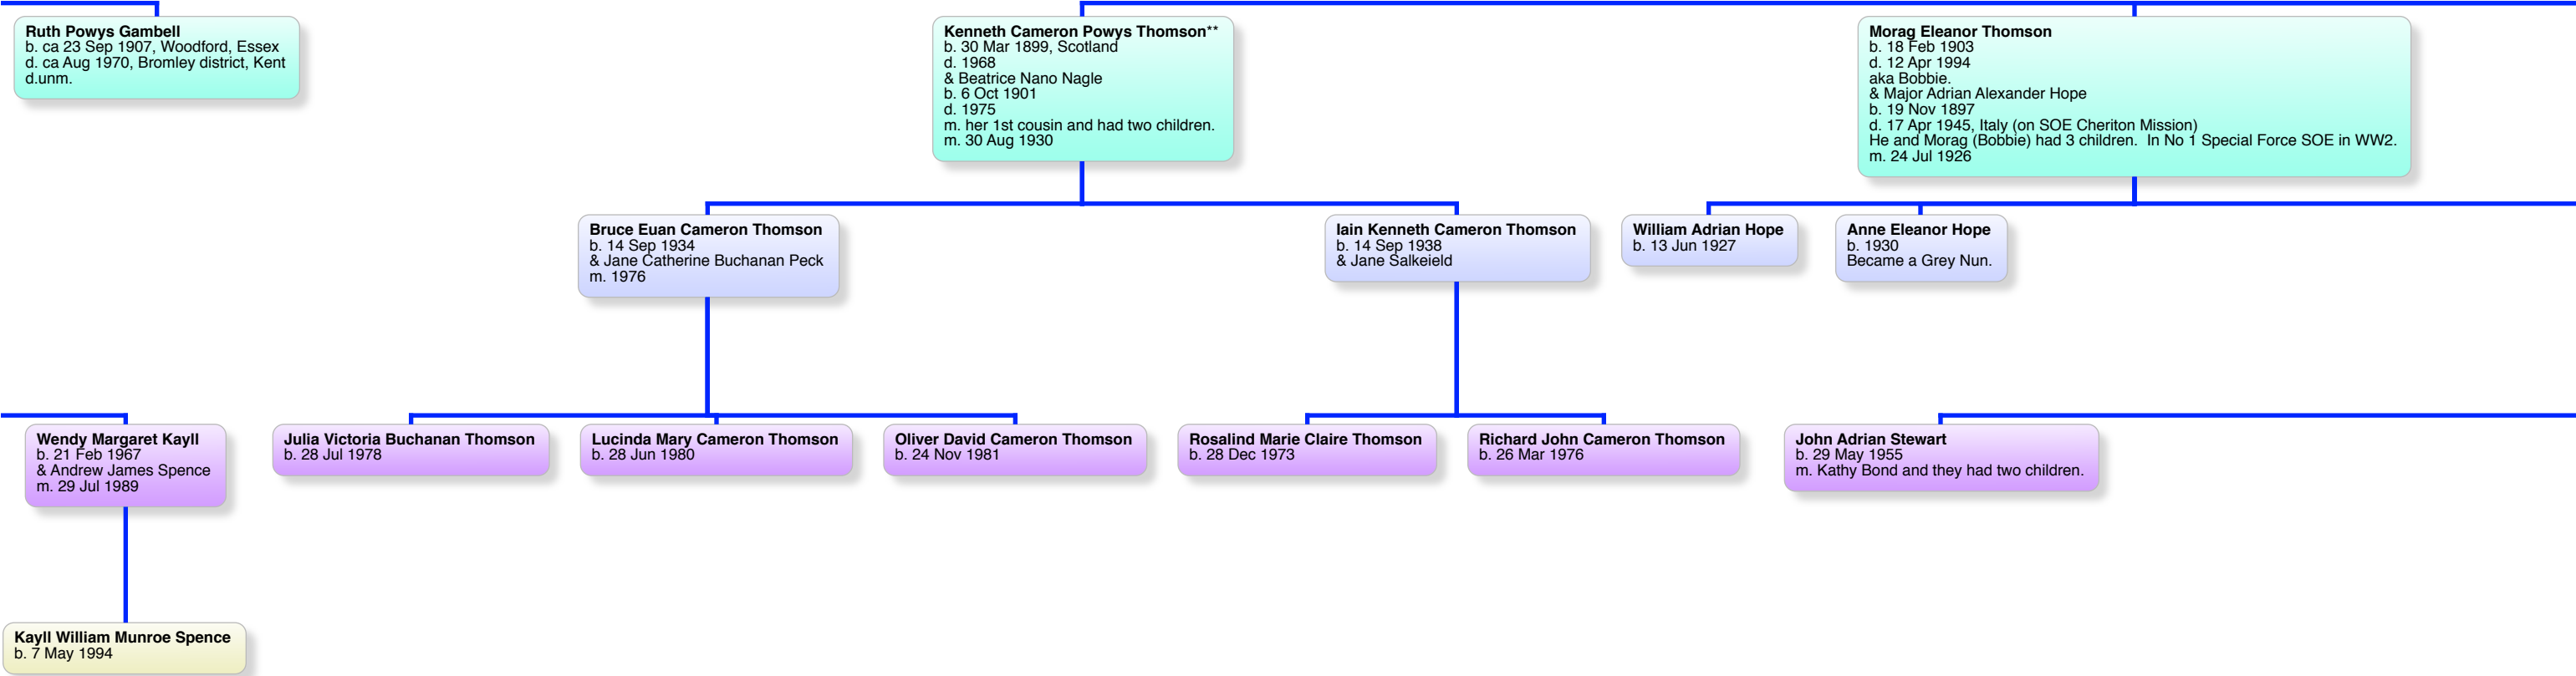 Ruth Powys Gambell
b. ca 23 Sep 1907, Woodford, Essex
d. ca Aug 1970, Bromley district, Kent
d.unm.
Kenneth Cameron Powys Thomson**
b. 30 Mar 1899, Scotland
d. 1968
& Beatrice Nano Nagle
b. 6 Oct 1901
d. 1975
m. her 1st cousin and had two children.
m. 30 Aug 1930
Morag Eleanor Thomson
b. 18 Feb 1903
d. 12 Apr 1994
aka Bobbie.
& Major Adrian Alexander Hope
b. 19 Nov 1897
d. 17 Apr 1945, Italy (on SOE Cheriton Mission)
He and Morag (Bobbie) had 3 children.  In No 1 Special Force SOE in WW2.
m. 24 Jul 1926
Bruce Euan Cameron Thomson
b. 14 Sep 1934
& Jane Catherine Buchanan Peck
m. 1976
Iain Kenneth Cameron Thomson
b. 14 Sep 1938
& Jane Salkeield
William Adrian Hope
b. 13 Jun 1927
Anne Eleanor Hope
b. 1930
Became a Grey Nun.
Wendy Margaret Kayll
b. 21 Feb 1967
& Andrew James Spence
m. 29 Jul 1989
Julia Victoria Buchanan Thomson
b. 28 Jul 1978
Lucinda Mary Cameron Thomson
b. 28 Jun 1980
Oliver David Cameron Thomson
b. 24 Nov 1981
Rosalind Marie Claire Thomson
b. 28 Dec 1973
Richard John Cameron Thomson
b. 26 Mar 1976
John Adrian Stewart
b. 29 May 1955
m. Kathy Bond and they had two children.
Kayll William Munroe Spence
b. 7 May 1994